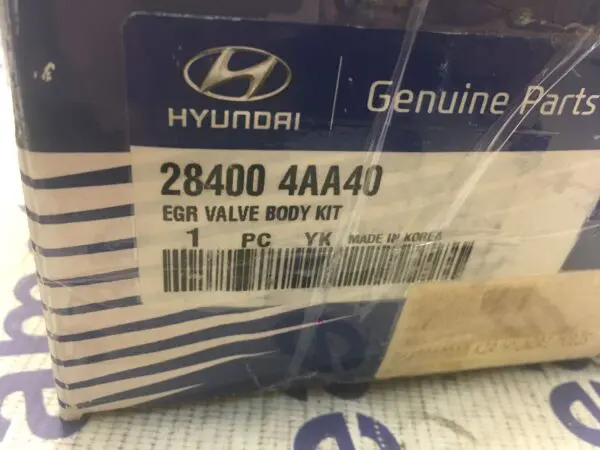 HYUNDAI
Genuine Parts
28400 4AA40
EGR VALVE BODY KIT
1 PC YK MADE IN KOREA